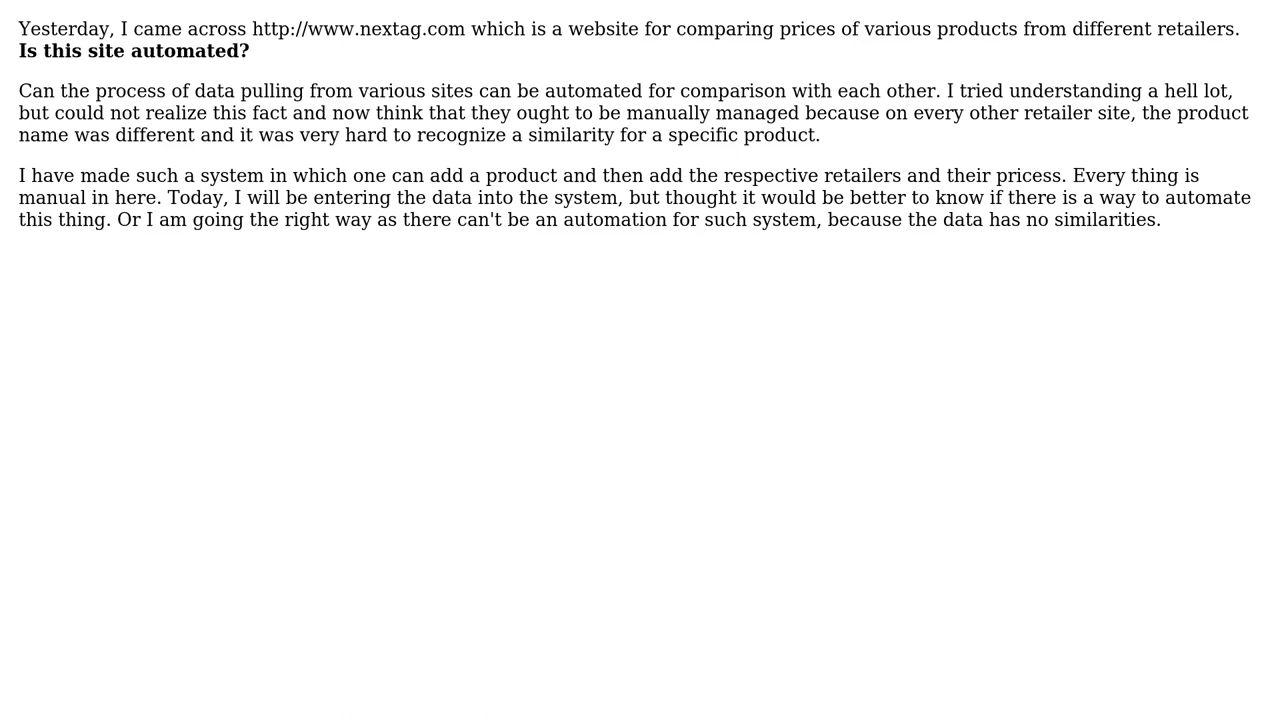 Yesterday, I came across http://www.nextag.com which is a website for comparing prices of various products from different retailers.
Is this site automated?
Can the process of data pulling from various sites can be automated for comparison with each other. I tried understanding a hell lot,
but could not realize this fact and now think that they ought to be manually managed because on every other retailer site, the product
name was different and it was very hard to recognize a similarity for a specific product.
I have made such a system in which one can add a product and then add the respective retailers and their pricess. Every thing is
manual in here. Today, I will be entering the data into the system, but thought it would be better to know if there is a way to automate
this thing. Or I am going the right way as there can't be an automation for such system, because the data has no similarities.